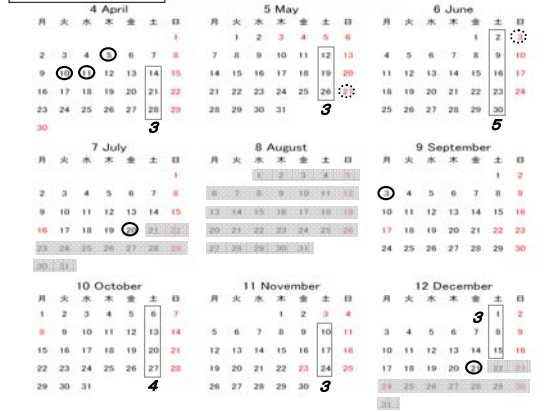 4 April
月 火 水 木 金 土 日
1
2 3 4 5 6 7 8
9 10 11 12 13 14 15
16 17 18 19 20 21 22
23 24 25 26 27 28 29
30
3
5 May
月 火 水 木 金 土 日
1 2 3 4 5 6
7 8 9 10 11 12 13
14 15 16 17 18 19 20
21 22 23 24 25 26 27
28 29 30 31
3
6 June
月 火 水 木 金 土 日
1 2 3
4 5 6 7 8 9 10
11 12 13 14 15 16 17
18 19 20 21 22 23 24
25 26 27 28 29 30
5
7 July
月 火 水 木 金 土 日
1
2 3 4 5 6 7 8
9 10 11 12 13 14 15
16 17 18 19 20 21 22
23 24 25 26 27 28 29
30 31
8 August
月 火 水 木 金 土 日
1 2 3 4 5
6 7 8 9 10 11 12
13 14 15 16 17 18 19
20 21 22 23 24 25 26
27 28 29 30 31
9 September
月 火 水 木 金 土 日
1 2
3 4 5 6 7 8 9
10 11 12 13 14 15 16
17 18 19 20 21 22 23
24 25 26 27 28 29 30
10 October
月 火 水 木 金 土 日
1 2 3 4 5 6 7
8 9 10 11 12 13 14
15 16 17 18 19 20 21
22 23 24 25 26 27 28
29 30 31
4
11 November
月 火 水 木 金 土 日
1 2 3 4
5 6 7 8 9 10 11
12 13 14 15 16 17 18
19 20 21 22 23 24 25
26 27 28 29 30
3
12 December
月 火 水 木 金 土 日
3
1 2
3 4 5 6 7 8 9
10 11 12 13 14 15 16
17 18 19 20 21 22 23
24 25 26 27 28 29 30
31